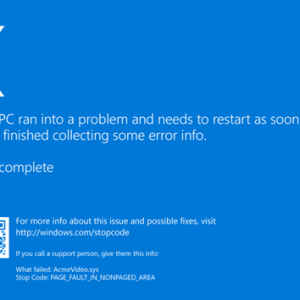 PC ran into a problem and needs to restart as soon
finished collecting some error info.
complete
For more info about this issue and possible fixes, visit
http://windows.com/stopcode
If you call a support person, give them this info:
What failed: AcmeVideo.sys
Stop Code: PAGE_FAULT_IN_NONPAGED_AREA